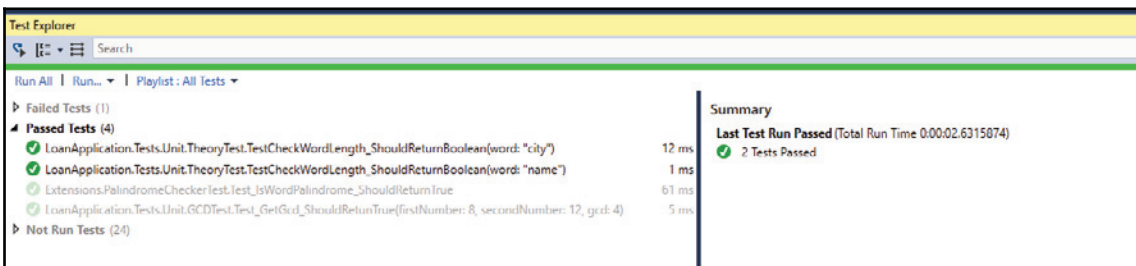 Test Explorer
Search
Run All | Run... | Playlist : All Tests
Failed Tests (1)
Passed Tests (4)
LoanApplication.Tests.Unit.TheoryTest.TestCheckWordLength_ShouldReturnBoolean(word: "city") 12 ms
LoanApplication.Tests.Unit.TheoryTest.TestCheckWordLength_ShouldReturnBoolean(word: "name") 1 ms
Extensions.PalindromeCheckerTest.Test_IsWordPalindrome_ShouldReturnTrue 61 ms
LoanApplication.Tests.Unit.GCDTest.Test_GetGcd_ShouldRetunTrue(firstNumber: 8, secondNumber: 12, gcd: 4) 5 ms
Not Run Tests (24)
Summary
Last Test Run Passed (Total Run Time 0:00:02.6315874)
2 Tests Passed